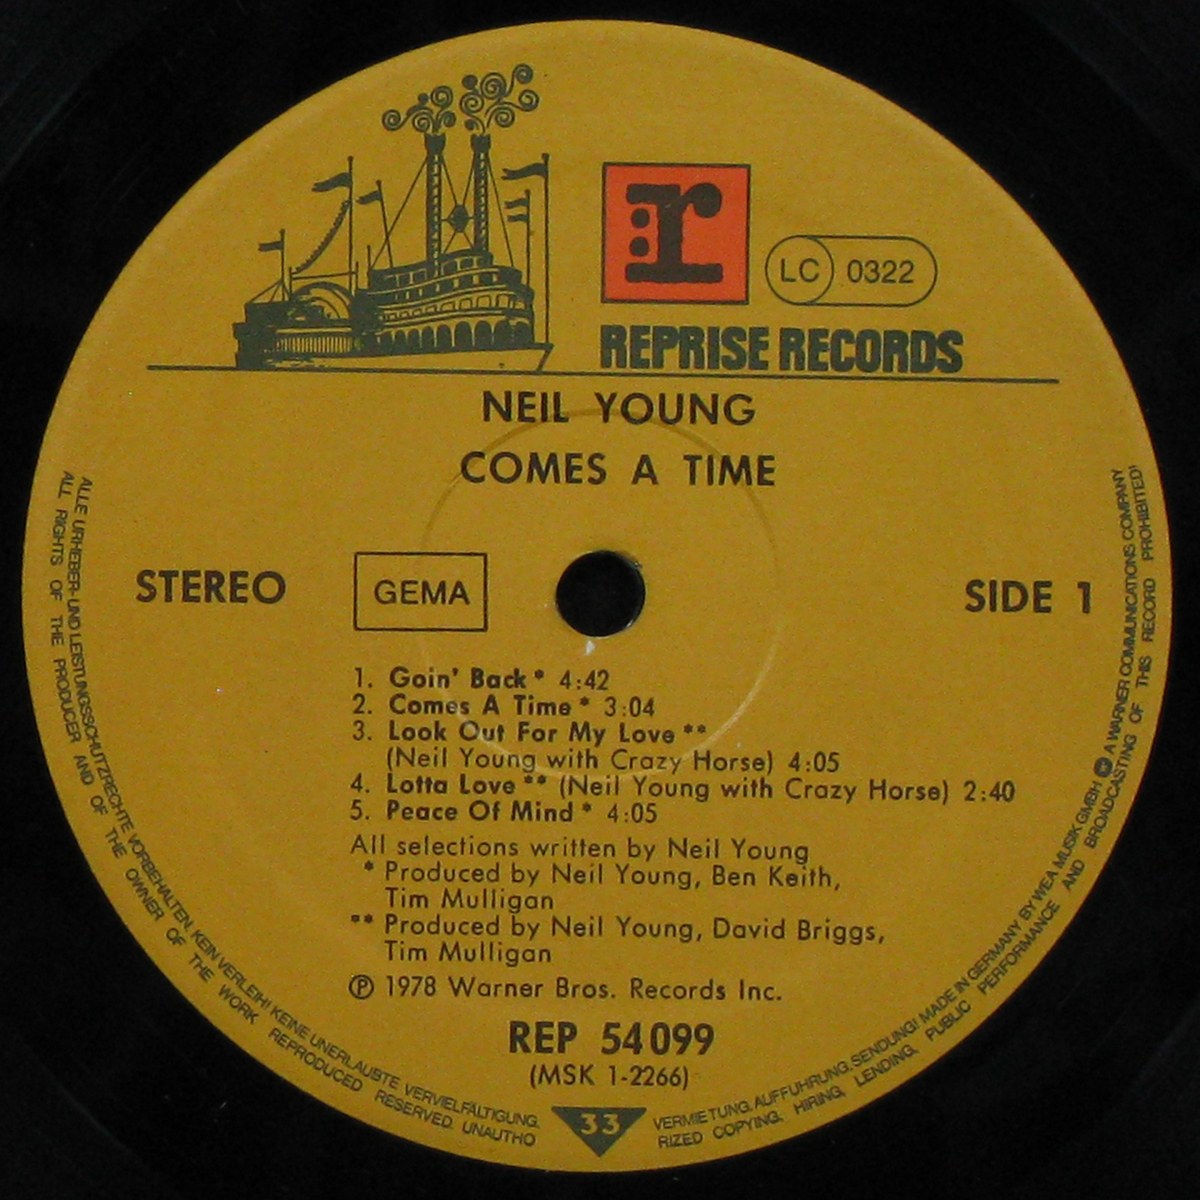 r
LC 0322
REPRISE RECORDS
NEIL YOUNG
COMES A TIME
STEREO
GEMA
SIDE 1
1. Goin' Back * 4:42
2. Comes A Time * 3:04
3. Look Out For My Love **
(Neil Young with Crazy Horse) 4:05
4. Lotta Love ** (Neil Young with Crazy Horse) 2:40
5. Peace Of Mind * 4:05
All selections written by Neil Young
* Produced by Neil Young, Ben Keith,
Tim Mulligan
** Produced by Neil Young, David Briggs,
Tim Mulligan
Ⓟ 1978 Warner Bros. Records Inc.
REP 54 099
(MSK 1-2266)
33
ALLE URHEBER- UND LEISTUNGSSCHUTZRECHTE VORBEHALTEN. KEIN VERLEIH! KEINE UNERLAUBTE VERVIELFÄLTIGUNG, VERMIETUNG, AUFFÜHRUNG, SENDUNG! MADE IN GERMANY BY WEA MUSIK GMBH A WARNER COMMUNICATIONS COMPANY
ALL RIGHTS OF THE PRODUCER AND OF THE OWNER OF THE WORK REPRODUCED RESERVED. UNAUTHORIZED COPYING, HIRING, LENDING, PUBLIC PERFORMANCE AND BROADCASTING OF THIS RECORD PROHIBITED!